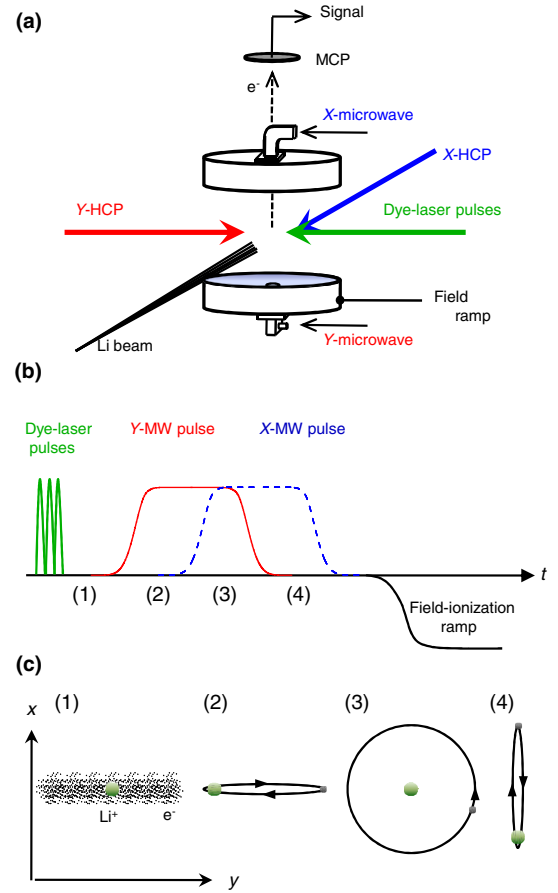 (a)
Signal
MCP
e-
X-microwave
X-HCP
Y-HCP
Dye-laser pulses
Field
ramp
Li beam
Y-microwave
(b)
Dye-laser
pulses
Y-MW pulse
X-MW pulse
t
(1) (2) (3) (4)
Field-ionization
ramp
(c)
x
(1) (2) (3) (4)
Li+
e-
y